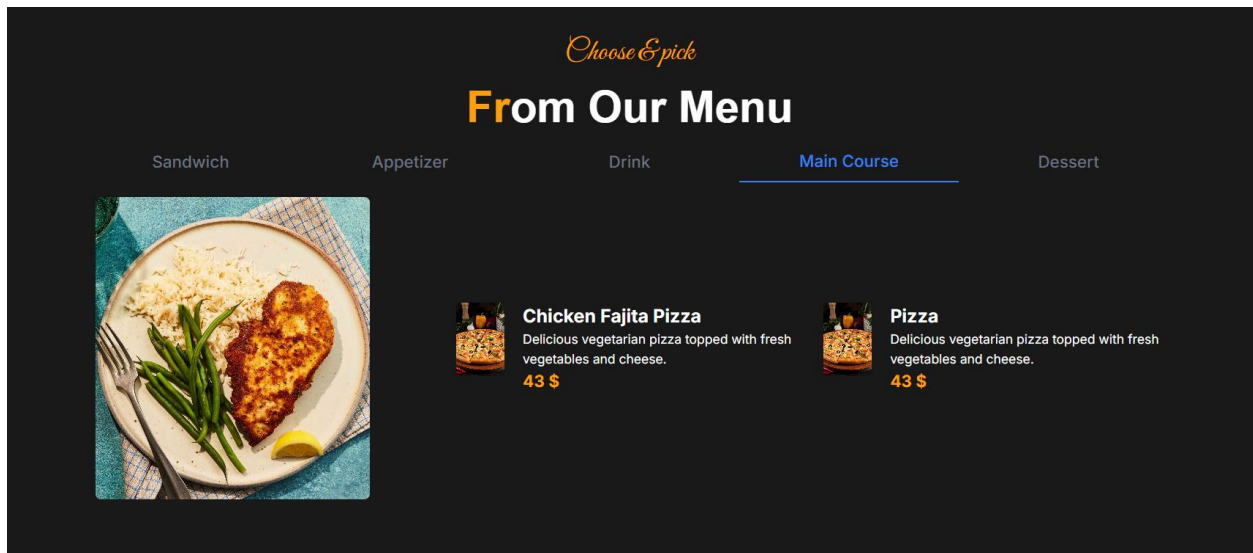 Choose & pick
From Our Menu
Sandwich
Appetizer
Drink
Main Course
Dessert
Chicken Fajita Pizza
Delicious vegetarian pizza topped with fresh
vegetables and cheese.
43 $
Pizza
Delicious vegetarian pizza topped with fresh
vegetables and cheese.
43 $